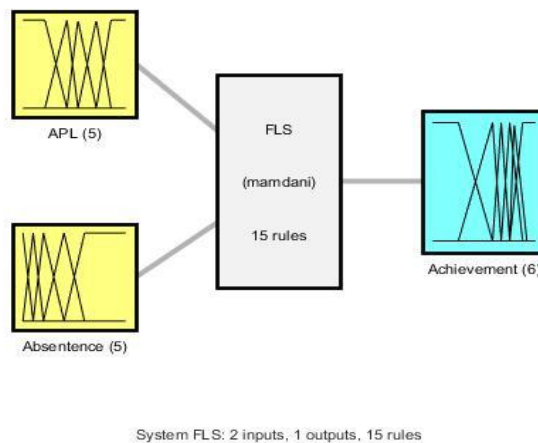 APL (5)
FLS
(mamdani)
15 rules
Achievement (6)
Absentence (5)
System FLS: 2 inputs, 1 outputs, 15 rules